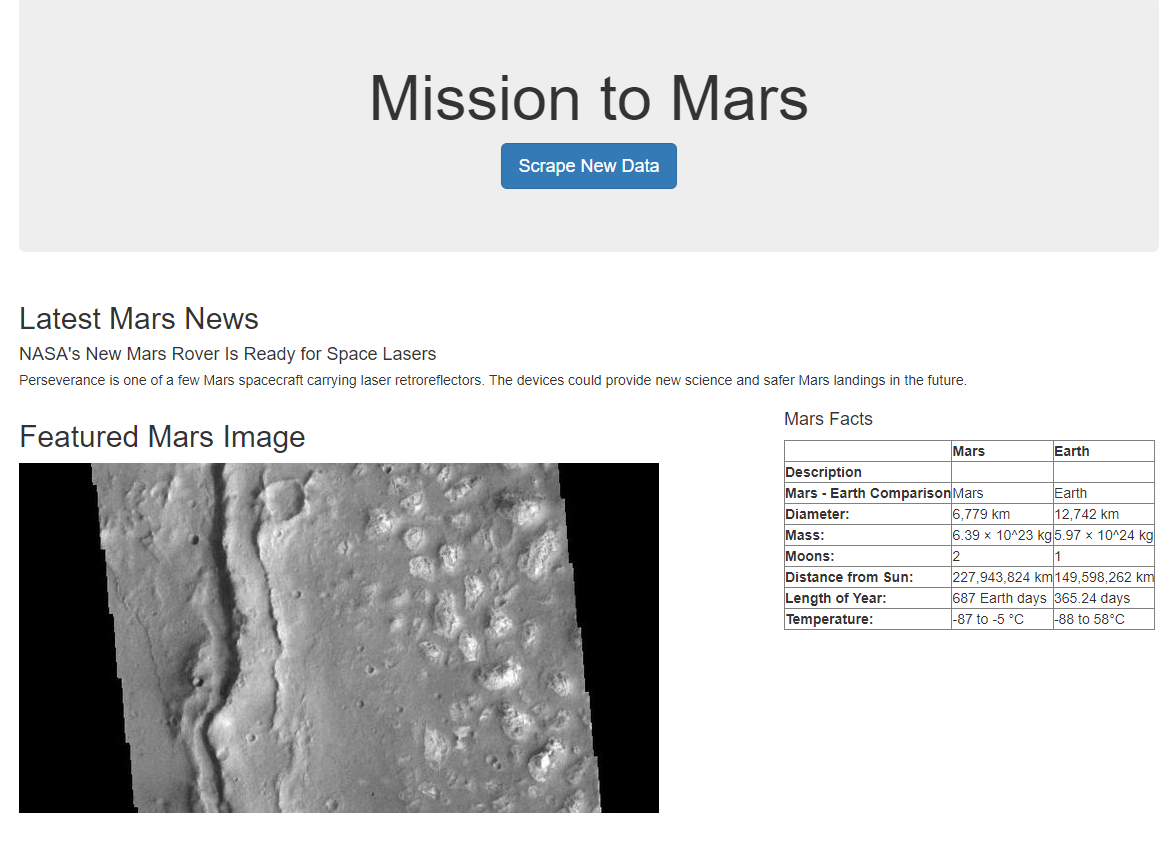 Mission to Mars
Scrape New Data
Latest Mars News
NASA's New Mars Rover Is Ready for Space Lasers
Perseverance is one of a few Mars spacecraft carrying laser retroreflectors. The devices could provide new science and safer Mars landings in the future.
Featured Mars Image
Mars Facts
Mars Earth
Description
Mars - Earth Comparison Mars Earth
Diameter: 6,779 km 12,742 km
Mass: 6.39 × 10^23 kg 5.97 × 10^24 kg
Moons: 2 1
Distance from Sun: 227,943,824 km 149,598,262 km
Length of Year: 687 Earth days 365.24 days
Temperature: -87 to -5 °C -88 to 58°C